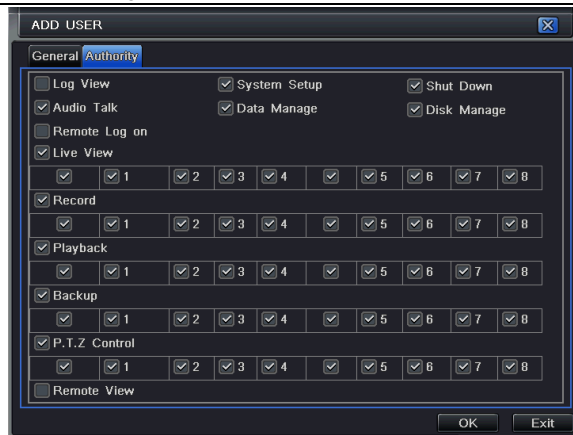 ADD USER
General Authority
Log View System Setup Shut Down
Audio Talk Data Manage Disk Manage
Remote Log on
Live View
1 2 3 4 5 6 7 8
Record
1 2 3 4 5 6 7 8
Playback
1 2 3 4 5 6 7 8
Backup
1 2 3 4 5 6 7 8
P.T.Z Control
1 2 3 4 5 6 7 8
Remote View
OK Exit